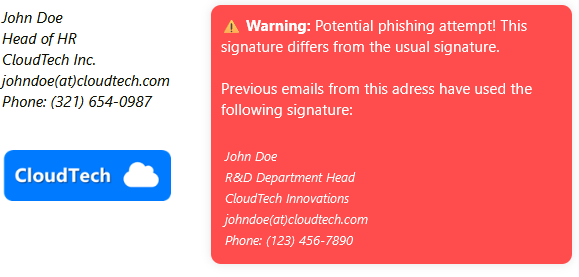 John Doe
Head of HR
CloudTech Inc.
johndoe(at)cloudtech.com
Phone: (321) 654-0987
CloudTech
⚠️ Warning: Potential phishing attempt! This
signature differs from the usual signature.
Previous emails from this adress have used the
following signature:
John Doe
R&D Department Head
CloudTech Innovations
johndoe(at)cloudtech.com
Phone: (123) 456-7890